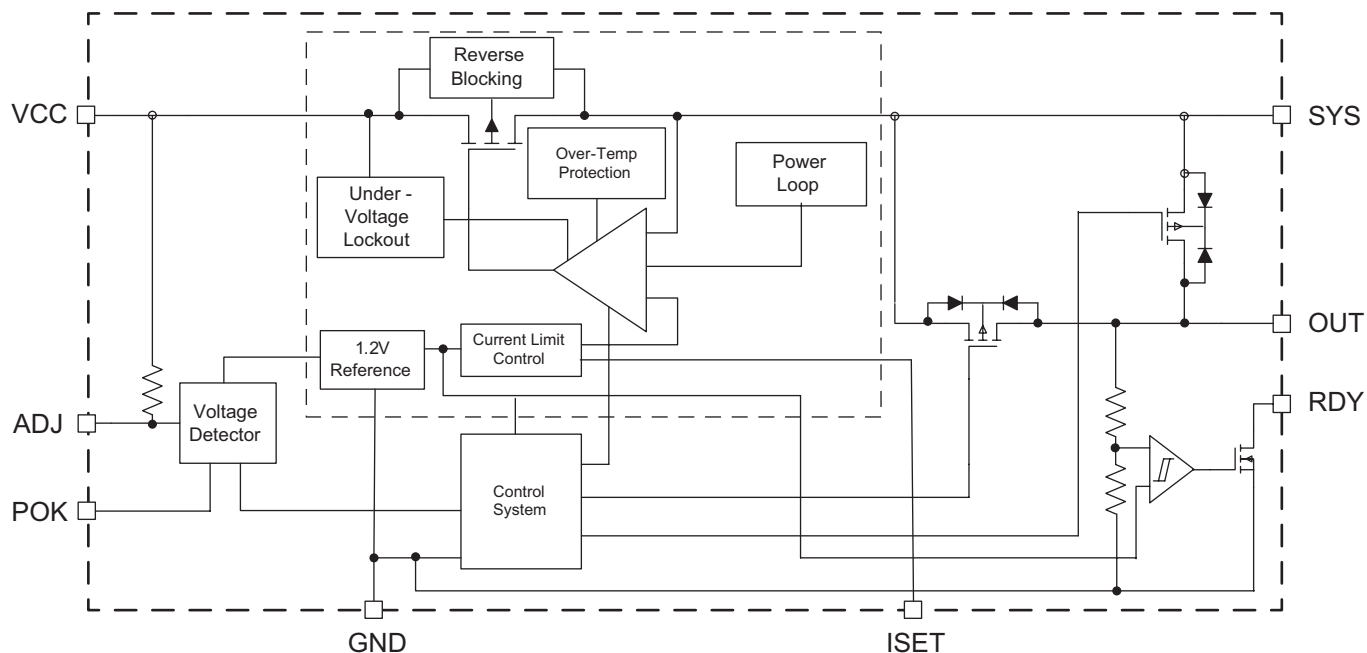 Reverse
Blocking
VCC
SYS
Over-Temp
Protection
Power
Loop
Under -
Voltage
Lockout
OUT
1.2V
Reference
Current Limit
Control
RDY
ADJ
Voltage
Detector
POK
Control
System
GND
ISET